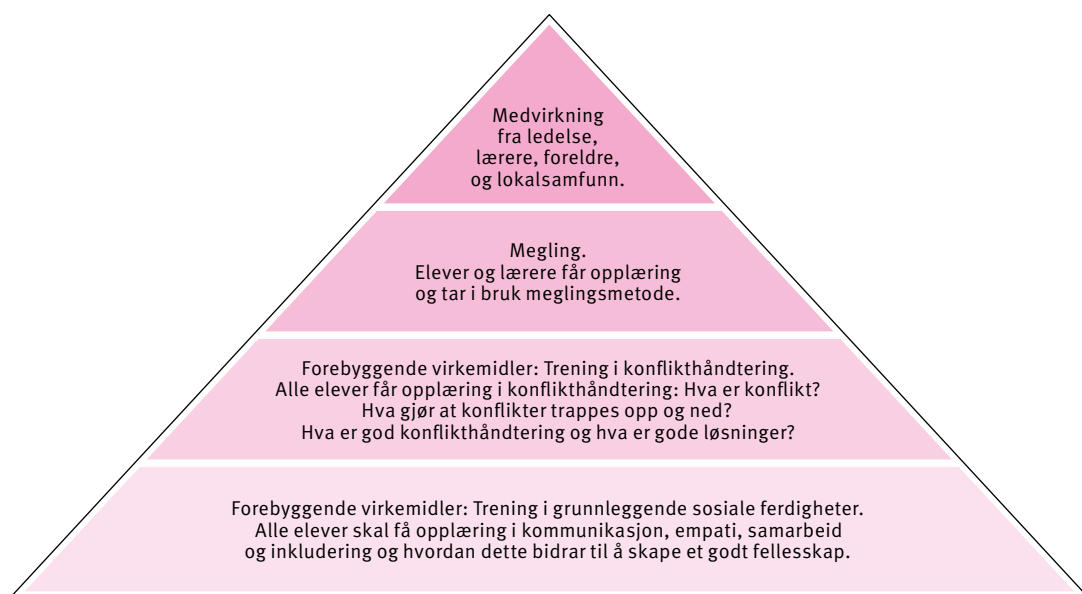 Medvirkning
fra ledelse,
lærere, foreldre,
og lokalsamfunn.
Megling.
Elever og lærere får opplæring
og tar i bruk meglingsmetode.
Forebyggende virkemidler: Trening i konflikthåndtering.
Alle elever får opplæring i konflikthåndtering: Hva er konflikt?
Hva gjør at konflikter trappes opp og ned?
Hva er god konflikthåndtering og hva er gode løsninger?
Forebyggende virkemidler: Trening i grunnleggende sosiale ferdigheter.
Alle elever skal få opplæring i kommunikasjon, empati, samarbeid
og inkludering og hvordan dette bidrar til å skape et godt fellesskap.